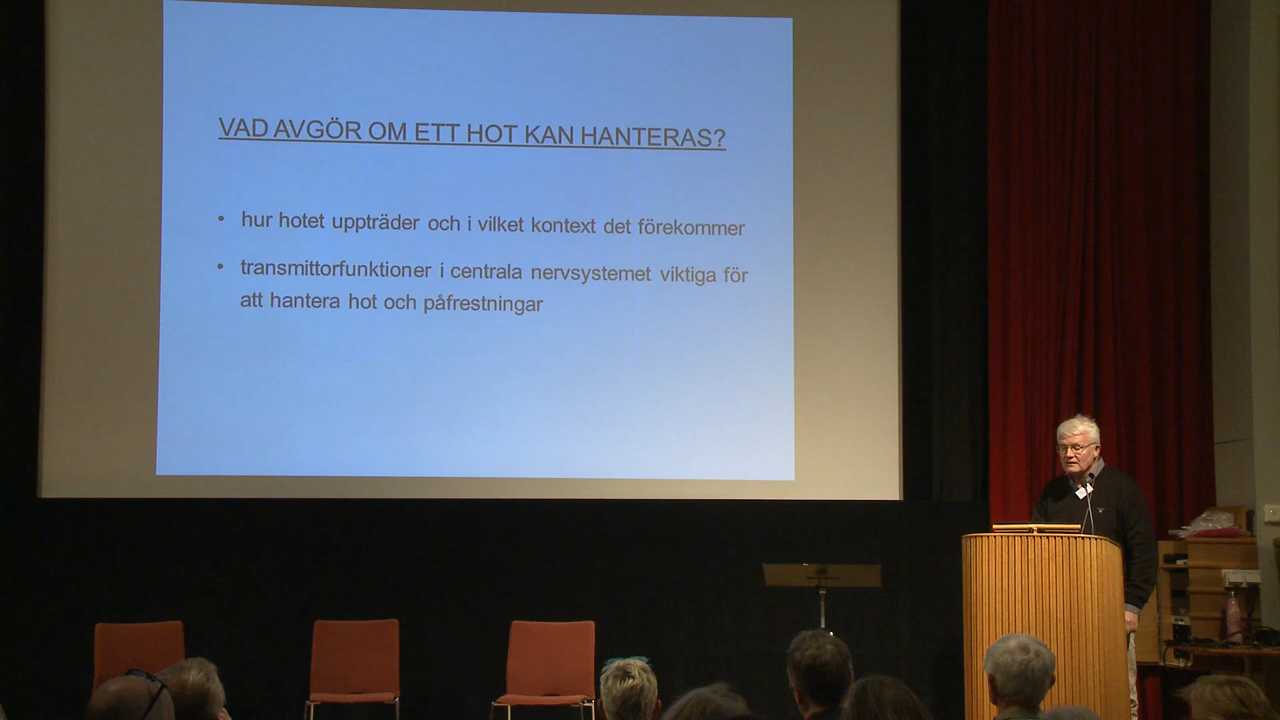 VAD AVGÖR OM ETT HOT KAN HANTERAS?
• hur hotet uppträder och i vilket kontext det förekommer
• transmittorfunktioner i centrala nervsystemet viktiga för
att hantera hot och påfrestningar